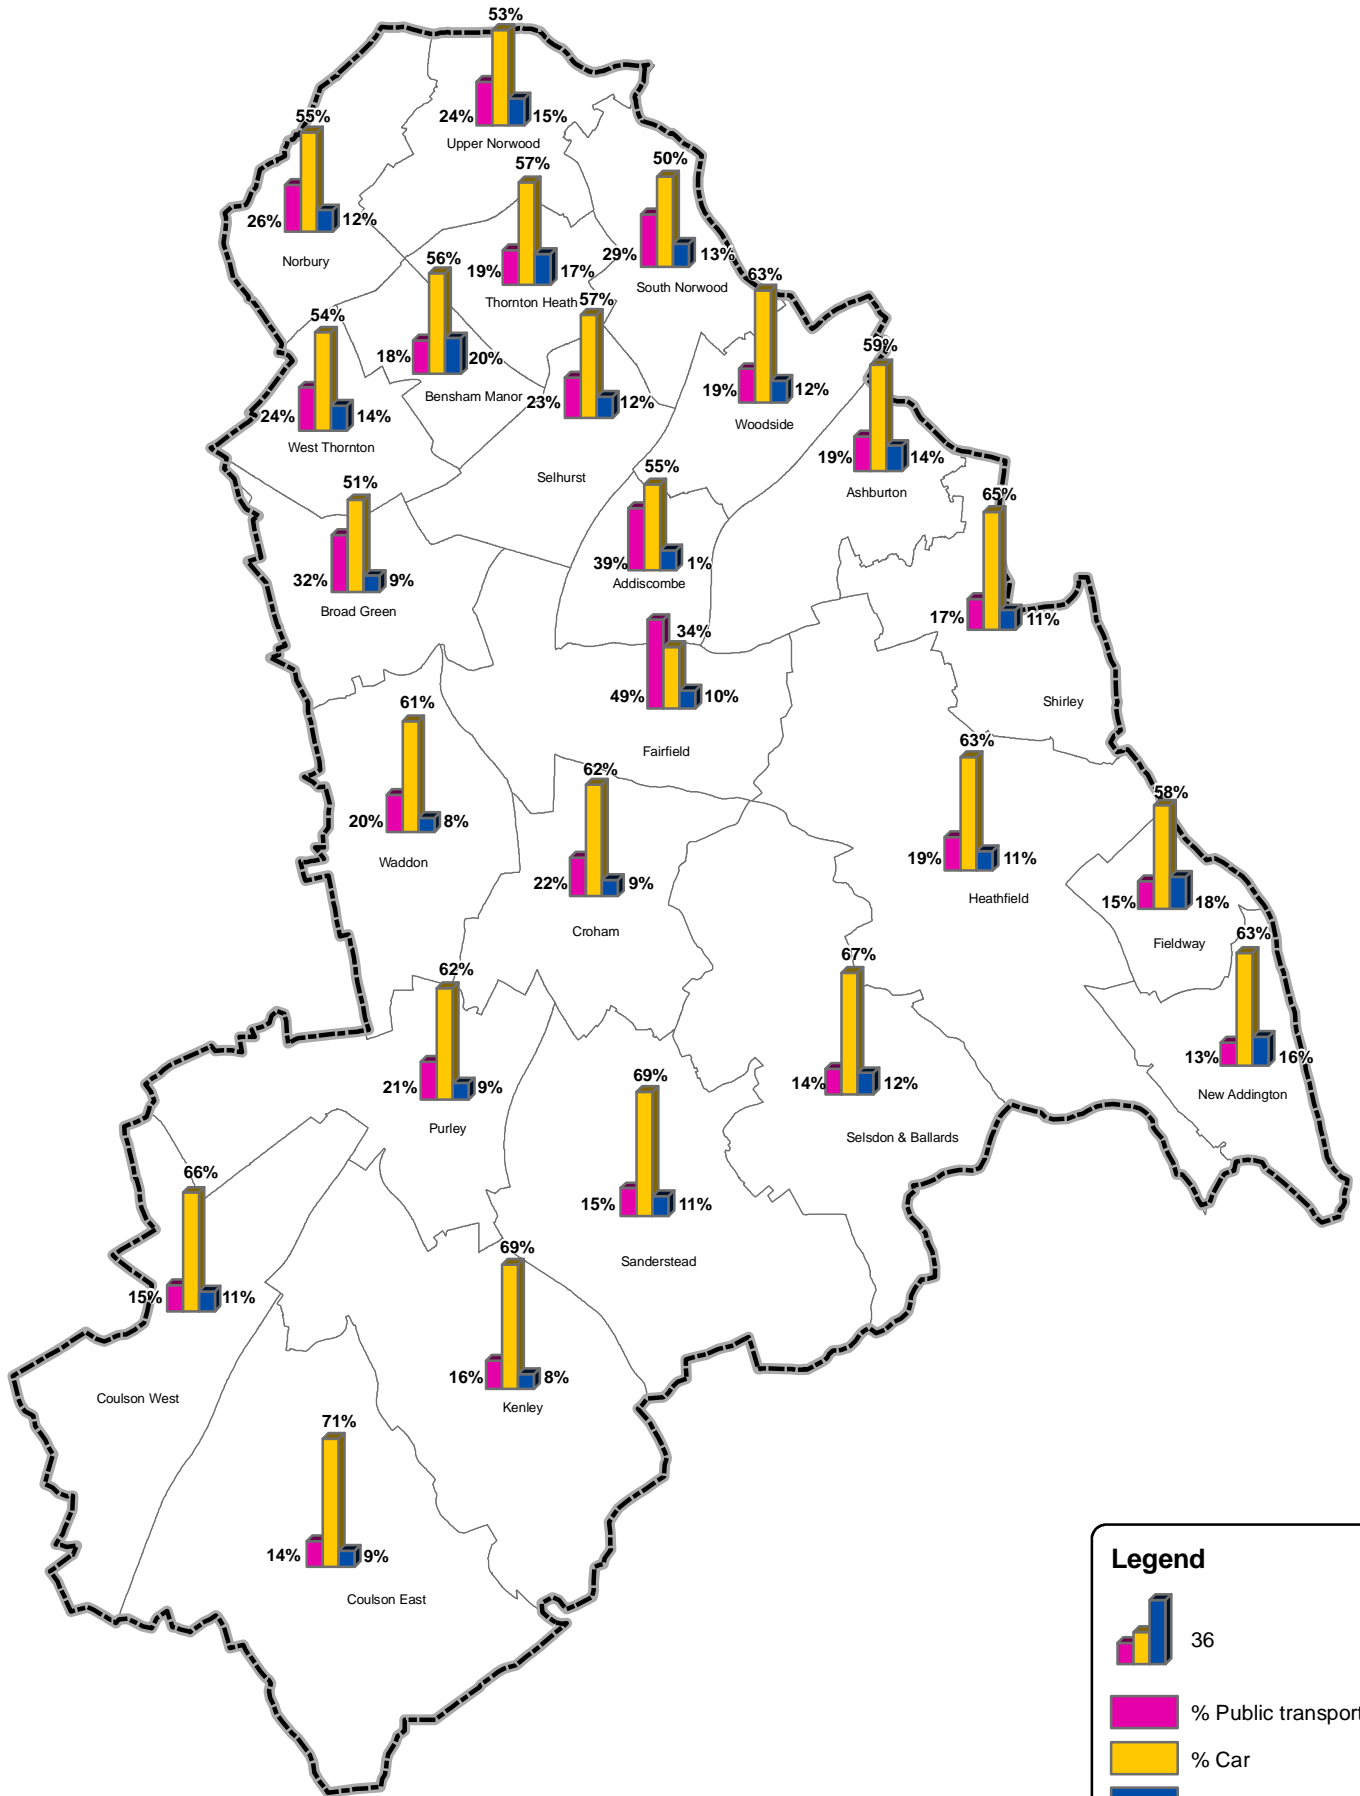 53%
24% 15%
Upper Norwood
55%
26% 12%
Norbury
57%
19% 17%
Thornton Heath
50%
29% 13%
South Norwood
56%
18% 20%
Bensham Manor
57%
23% 12%
Selhurst
63%
19% 12%
Woodside
54%
24% 14%
West Thornton
59%
19% 14%
Ashburton
51%
32% 9%
Broad Green
55%
39% 1%
Addiscombe
65%
17% 11%
Shirley
34%
49% 10%
Fairfield
61%
20% 8%
Waddon
62%
22% 9%
Croham
63%
19% 11%
Heathfield
58%
15% 18%
Fieldway
63%
13% 16%
New Addington
62%
21% 9%
Purley
67%
14% 12%
Selsdon & Ballards
69%
15% 11%
Sanderstead
66%
15% 11%
Coulson West
69%
16% 8%
Kenley
71%
14% 9%
Coulson East
Legend
36
% Public transport
% Car